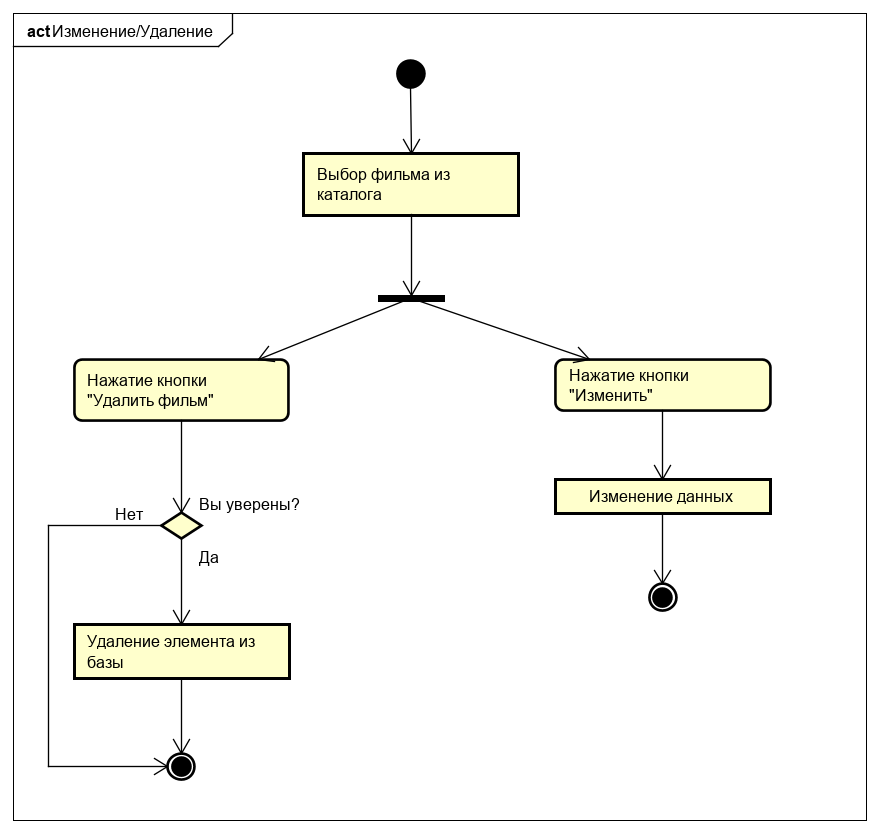 act Изменение/Удаление
Выбор фильма из
каталога
Нажатие кнопки
"Удалить фильм"
Нажатие кнопки
"Изменить"
Изменение данных
Вы уверены?
Нет
Да
Удаление элемента из
базы